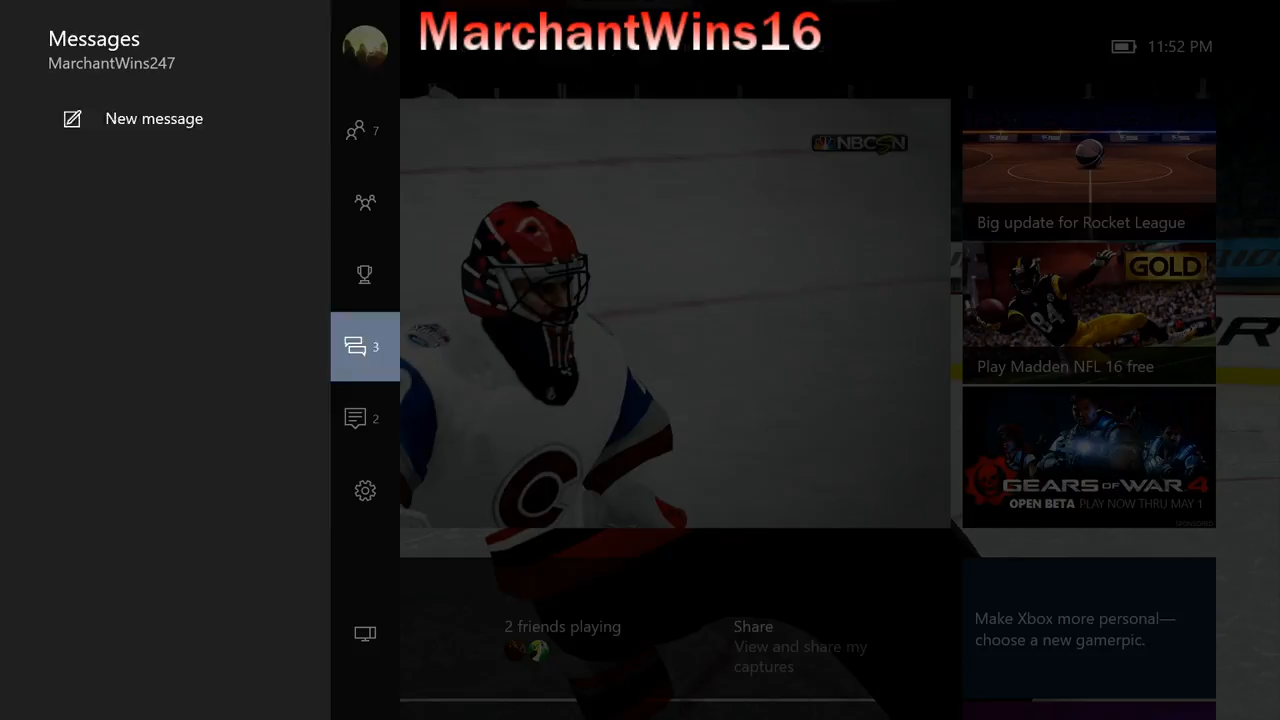 Messages
MarchantWins247
New message
7
3
2
MarchantWins16
11:52 PM
NBCSN
Big update for Rocket League
GOLD
84
Play Madden NFL 16 free
GEARS OF WAR 4
OPEN BETA PLAY NOW THRU MAY 1
SPONSORED
2 friends playing
Share
View and share my
captures
Make Xbox more personal—
choose a new gamerpic.